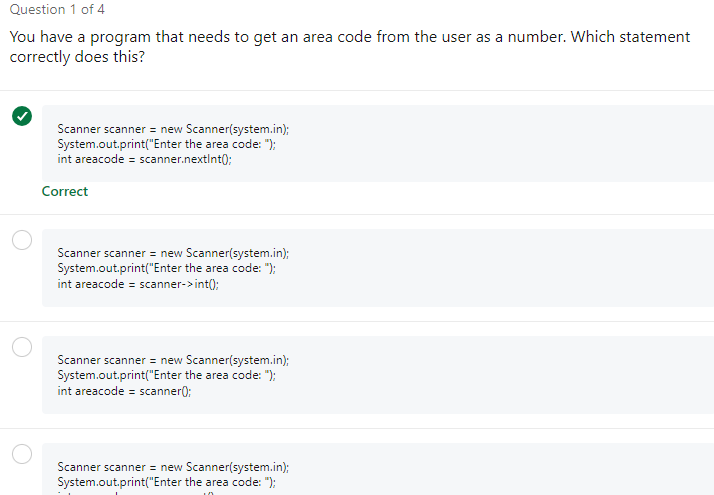 Question 1 of 4
You have a program that needs to get an area code from the user as a number. Which statement
correctly does this?
Scanner scanner = new Scanner(system.in);
System.out.print("Enter the area code: ");
int areacode = scanner.nextInt();
Correct
Scanner scanner = new Scanner(system.in);
System.out.print("Enter the area code: ");
int areacode = scanner->int();
Scanner scanner = new Scanner(system.in);
System.out.print("Enter the area code: ");
int areacode = scanner();
Scanner scanner = new Scanner(system.in);
System.out.print("Enter the area code: ");